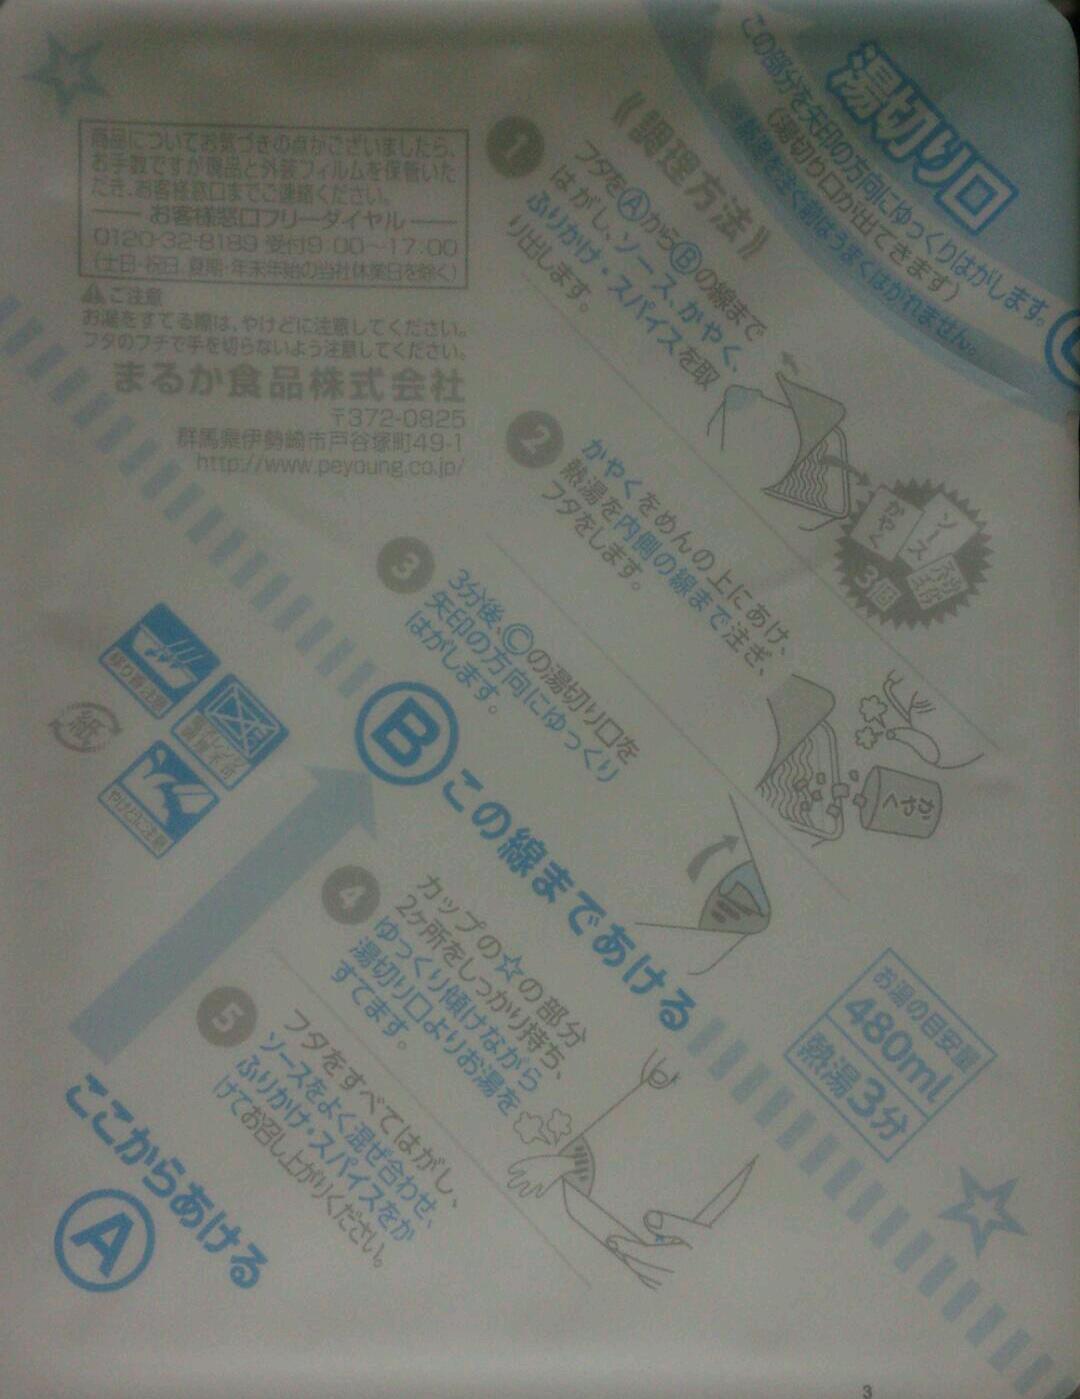 湯切り口
この部分を矢印の方向にゆっくりはがします。
(湯切り口が出てきます)
熱湯を注ぐ前はうまくはがれません。
商品についてお気づきの点がございましたら、
お手数ですが現品と外装フィルムを保管いた
だき、お客様窓口までご連絡ください。
お客様窓口フリーダイヤル
0120-32-8189 受付9:00〜17:00
(土日・祝日、夏期・年末年始の当社休業日を除く)
ご注意
お湯をすてる際は、やけどに注意してください。
フタのフチで手を切らないよう注意してください。
まるか食品株式会社
〒372-0825
群馬県伊勢崎市戸谷塚町49-1
http://www.peyoung.co.jp/
《調理方法》
1
フタをⒶからⒷの線まで
はがし、ソース、かやく、
ふりかけ・スパイスを取
り出します。
ソース
かやく
3個
2
かやくをめんの上にあけ、
熱湯を内側の線まで注ぎ、
フタをします。
かやく
3
3分後、Ⓒの湯切り口を
矢印の方向にゆっくり
はがします。
Ⓑ この線まであける
4
カップの☆の部分
2ヶ所をしっかり持ち、
ゆっくり傾けながら
湯切り口よりお湯を
すてます。
5
フタをすべてはがし、
ソースをよく混ぜ合わせ、
ふりかけ・スパイスをか
けてお召し上がりください。
お湯の目安量
480ml
熱湯3分
紙
やけど注意
ここからあける
Ⓐ
3